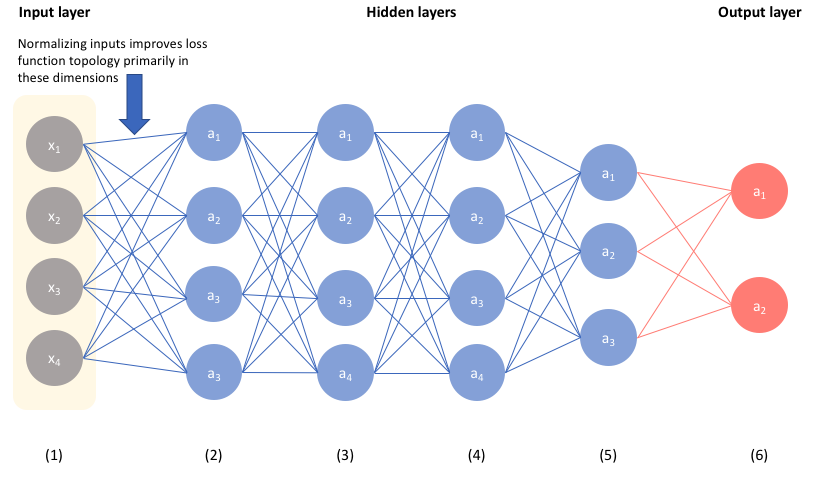 Input layer
Hidden layers
Output layer
Normalizing inputs improves loss
function topology primarily in
these dimensions
x1
x2
x3
x4
a1
a2
a3
a3
a1
a2
a3
a4
a1
a2
a3
a4
a1
a2
a3
a1
a2
(1)
(2)
(3)
(4)
(5)
(6)